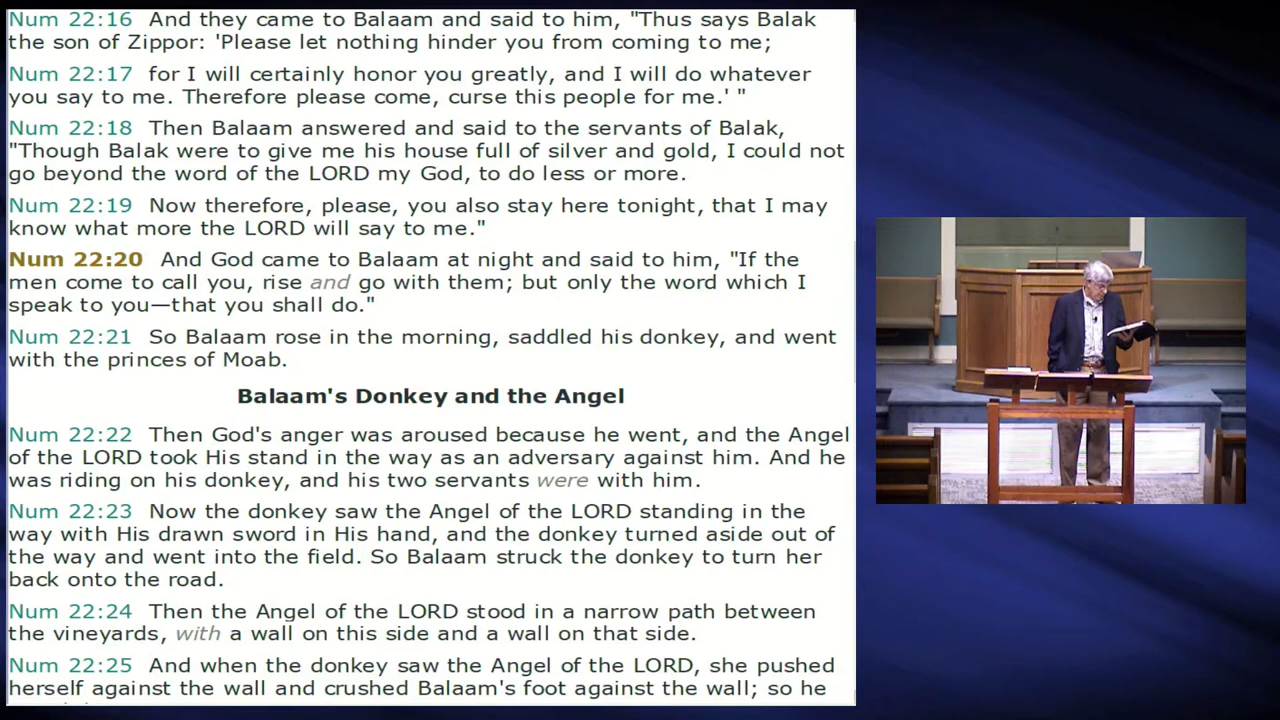 Num 22:16 And they came to Balaam and said to him, "Thus says Balak
the son of Zippor: 'Please let nothing hinder you from coming to me;
Num 22:17 for I will certainly honor you greatly, and I will do whatever
you say to me. Therefore please come, curse this people for me.' "
Num 22:18 Then Balaam answered and said to the servants of Balak,
"Though Balak were to give me his house full of silver and gold, I could not
go beyond the word of the LORD my God, to do less or more.
Num 22:19 Now therefore, please, you also stay here tonight, that I may
know what more the LORD will say to me."
Num 22:20 And God came to Balaam at night and said to him, "If the
men come to call you, rise and go with them; but only the word which I
speak to you—that you shall do."
Num 22:21 So Balaam rose in the morning, saddled his donkey, and went
with the princes of Moab.
Balaam's Donkey and the Angel
Num 22:22 Then God's anger was aroused because he went, and the Angel
of the LORD took His stand in the way as an adversary against him. And he
was riding on his donkey, and his two servants were with him.
Num 22:23 Now the donkey saw the Angel of the LORD standing in the
way with His drawn sword in His hand, and the donkey turned aside out of
the way and went into the field. So Balaam struck the donkey to turn her
back onto the road.
Num 22:24 Then the Angel of the LORD stood in a narrow path between
the vineyards, with a wall on this side and a wall on that side.
Num 22:25 And when the donkey saw the Angel of the LORD, she pushed
herself against the wall and crushed Balaam's foot against the wall; so he